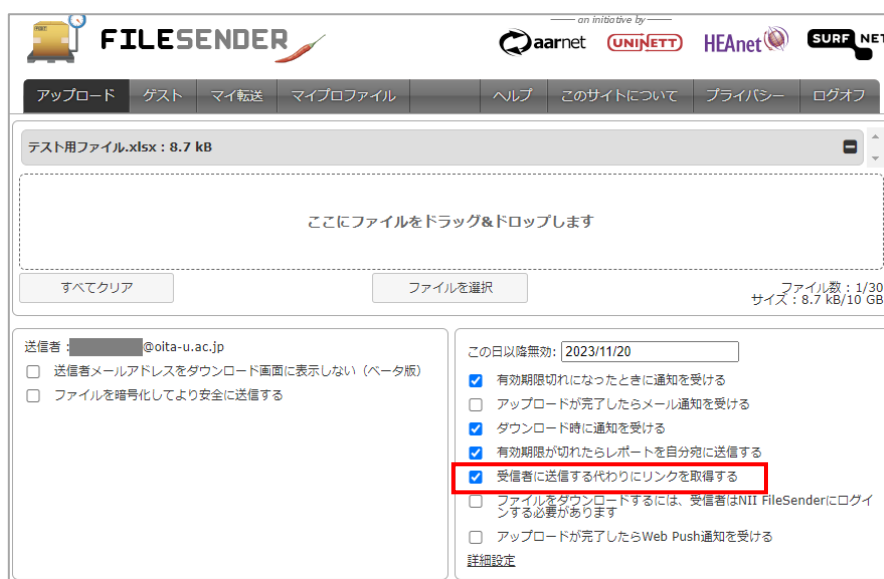 an initiative by
FILESENDER
aarnet UNINETT HEAnet SURF NET
アップロード ゲスト マイ転送 マイプロファイル ヘルプ このサイトについて プライバシー ログオフ
テスト用ファイル.xlsx : 8.7 kB
ここにファイルをドラッグ&ドロップします
すべてクリア ファイルを選択 ファイル数 : 1/30
サイズ : 8.7 kB/10 GB
送信者 : @oita-u.ac.jp
送信者メールアドレスをダウンロード画面に表示しない（ベータ版）
ファイルを暗号化してより安全に送信する
この日以降無効: 2023/11/20
有効期限切れになったときに通知を受ける
アップロードが完了したらメール通知を受ける
ダウンロード時に通知を受ける
有効期限が切れたらレポートを自分宛に送信する
受信者に送信する代わりにリンクを取得する
ファイルをダウンロードするには、受信者はNII FileSenderにログイ
ンする必要があります
アップロードが完了したらWeb Push通知を受ける
詳細設定